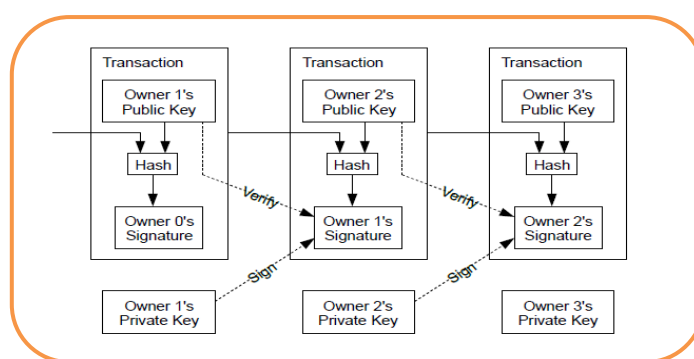 Transaction
Owner 1's
Public Key
Hash
Owner 0's
Signature
Verify
Owner 1's
Private Key
Sign
Transaction
Owner 2's
Public Key
Hash
Owner 1's
Signature
Verify
Owner 2's
Private Key
Sign
Transaction
Owner 3's
Public Key
Hash
Owner 2's
Signature
Owner 3's
Private Key